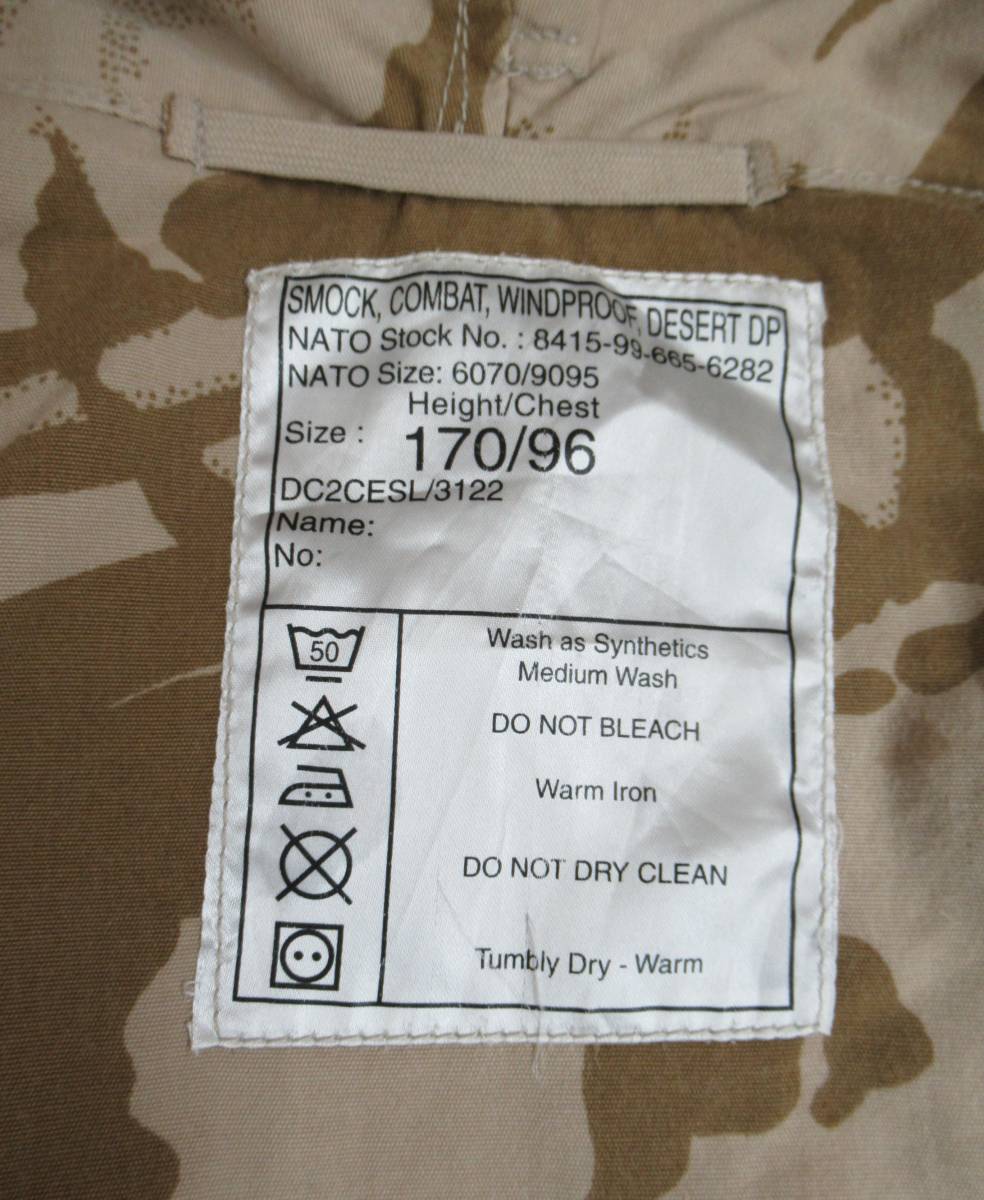 SMOCK, COMBAT, WINDPROOF, DESERT DP
NATO Stock No. : 8415-99-665-6282
NATO Size: 6070/9095
Height/Chest
Size : 170/96
DC2CESL/3122
Name:
No:
50
Wash as Synthetics
Medium Wash
DO NOT BLEACH
Warm Iron
DO NOT DRY CLEAN
Tumbly Dry - Warm